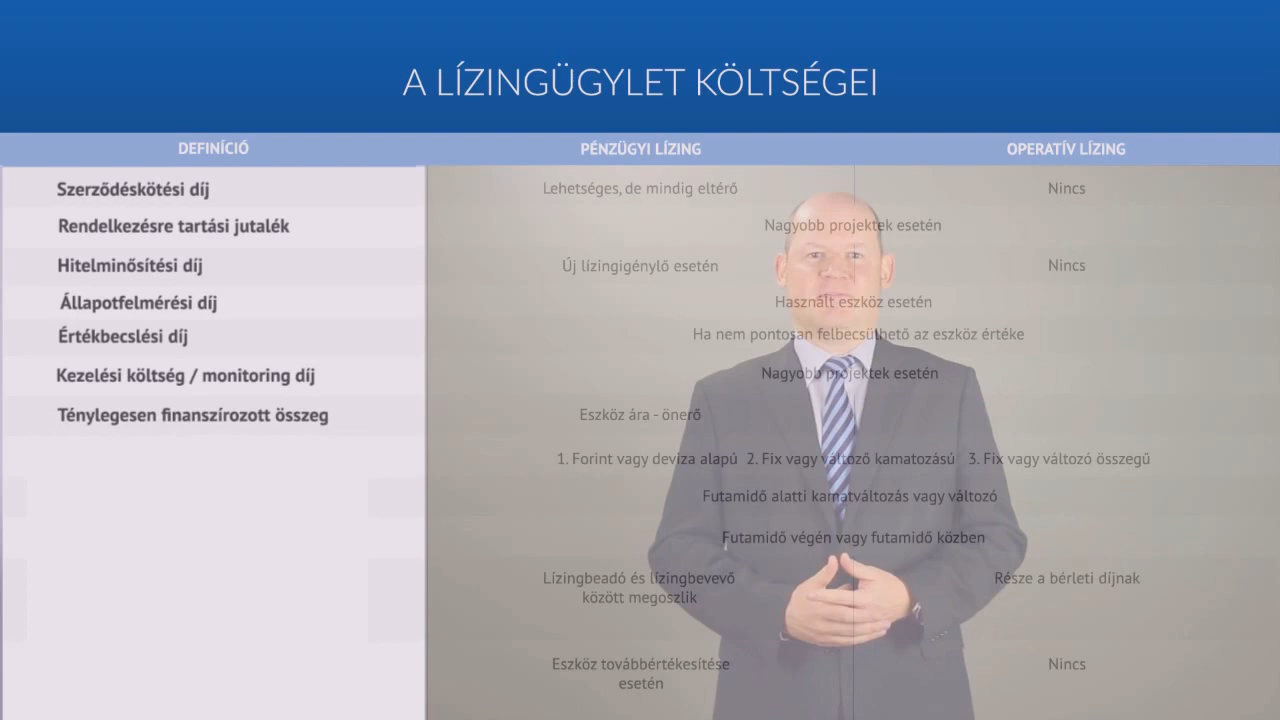 A LÍZINGÜGYLET KÖLTSÉGEI
DEFINÍCIÓ PÉNZÜGYI LÍZING OPERATÍV LÍZING
Szerződéskötési díj Lehetséges, de mindig eltérő Nincs
Rendelkezésre tartási jutalék Nagyobb projektek esetén
Hitelminősítési díj Új lízingigénylő esetén Nincs
Állapotfelmérési díj Használt eszköz esetén
Értékbecslési díj Ha nem pontosan felbecsülhető az eszköz értéke
Kezelési költség / monitoring díj Nagyobb projektek esetén
Ténylegesen finanszírozott összeg Eszköz ára - önerő
1. Forint vagy deviza alapú 2. Fix vagy változó kamatozású 3. Fix vagy változó összegű
Futamidő alatti kamatváltozás vagy változó
Futamidő végén vagy futamidő közben
Lízingbeadó és lízingbevevő Része a bérleti díjnak
között megoszlik
Eszköz továbbértékesítése Nincs
esetén